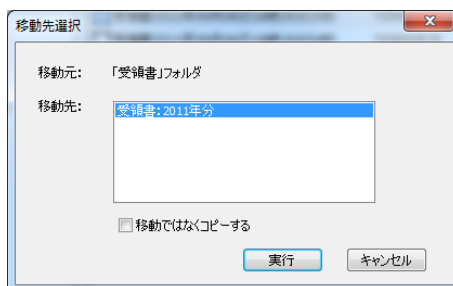 移動先選択
移動元: 「受領書」フォルダ
移動先: 受領書:2011年分
移動ではなくコピーする
実行 キャンセル